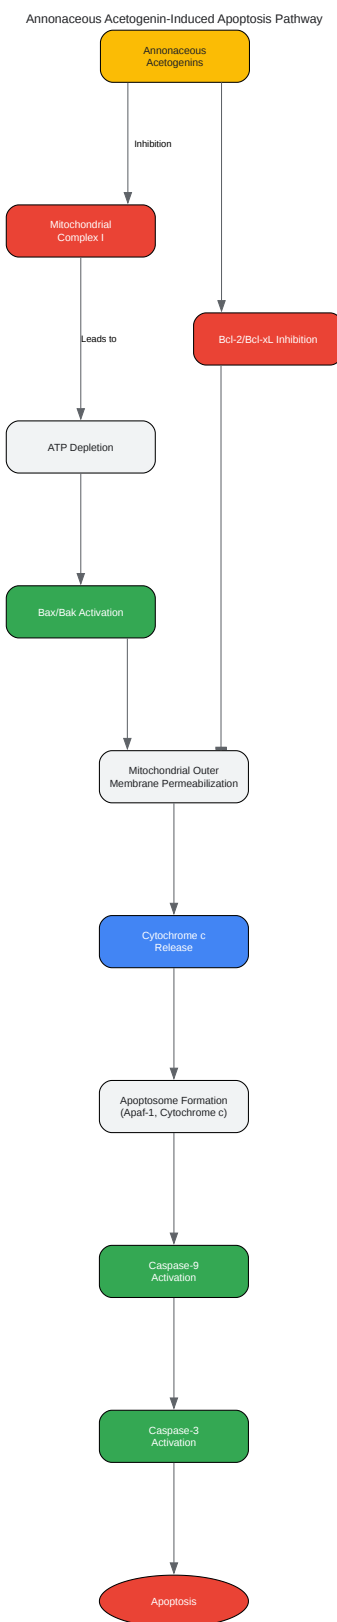 Annonaceous Acetogenin-Induced Apoptosis Pathway
Annonaceous
Acetogenins
Inhibition
Mitochondrial
Complex I
Leads to
Bcl-2/Bcl-xL Inhibition
ATP Depletion
Bax/Bak Activation
Mitochondrial Outer
Membrane Permeabilization
Cytochrome c
Release
Apoptosome Formation
(Apaf-1, Cytochrome c)
Caspase-9
Activation
Caspase-3
Activation
Apoptosis